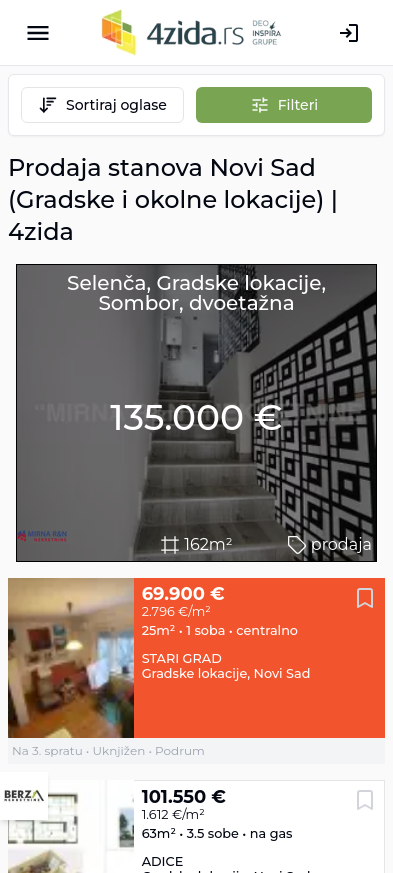 4zida.rs
DEO
INSPIRA
GRUPE
Sortiraj oglase
Filteri
Prodaja stanova Novi Sad
(Gradske i okolne lokacije) |
4zida
Selenča, Gradske lokacije,
Sombor, dvoetažna
135.000 €
162m²
prodaja
69.900 €
2.796 €/m²
25m² • 1 soba • centralno
STARI GRAD
Gradske lokacije, Novi Sad
Na 3. spratu • Uknjižen • Podrum
BERZA
101.550 €
1.612 €/m²
63m² • 3.5 sobe • na gas
ADICE